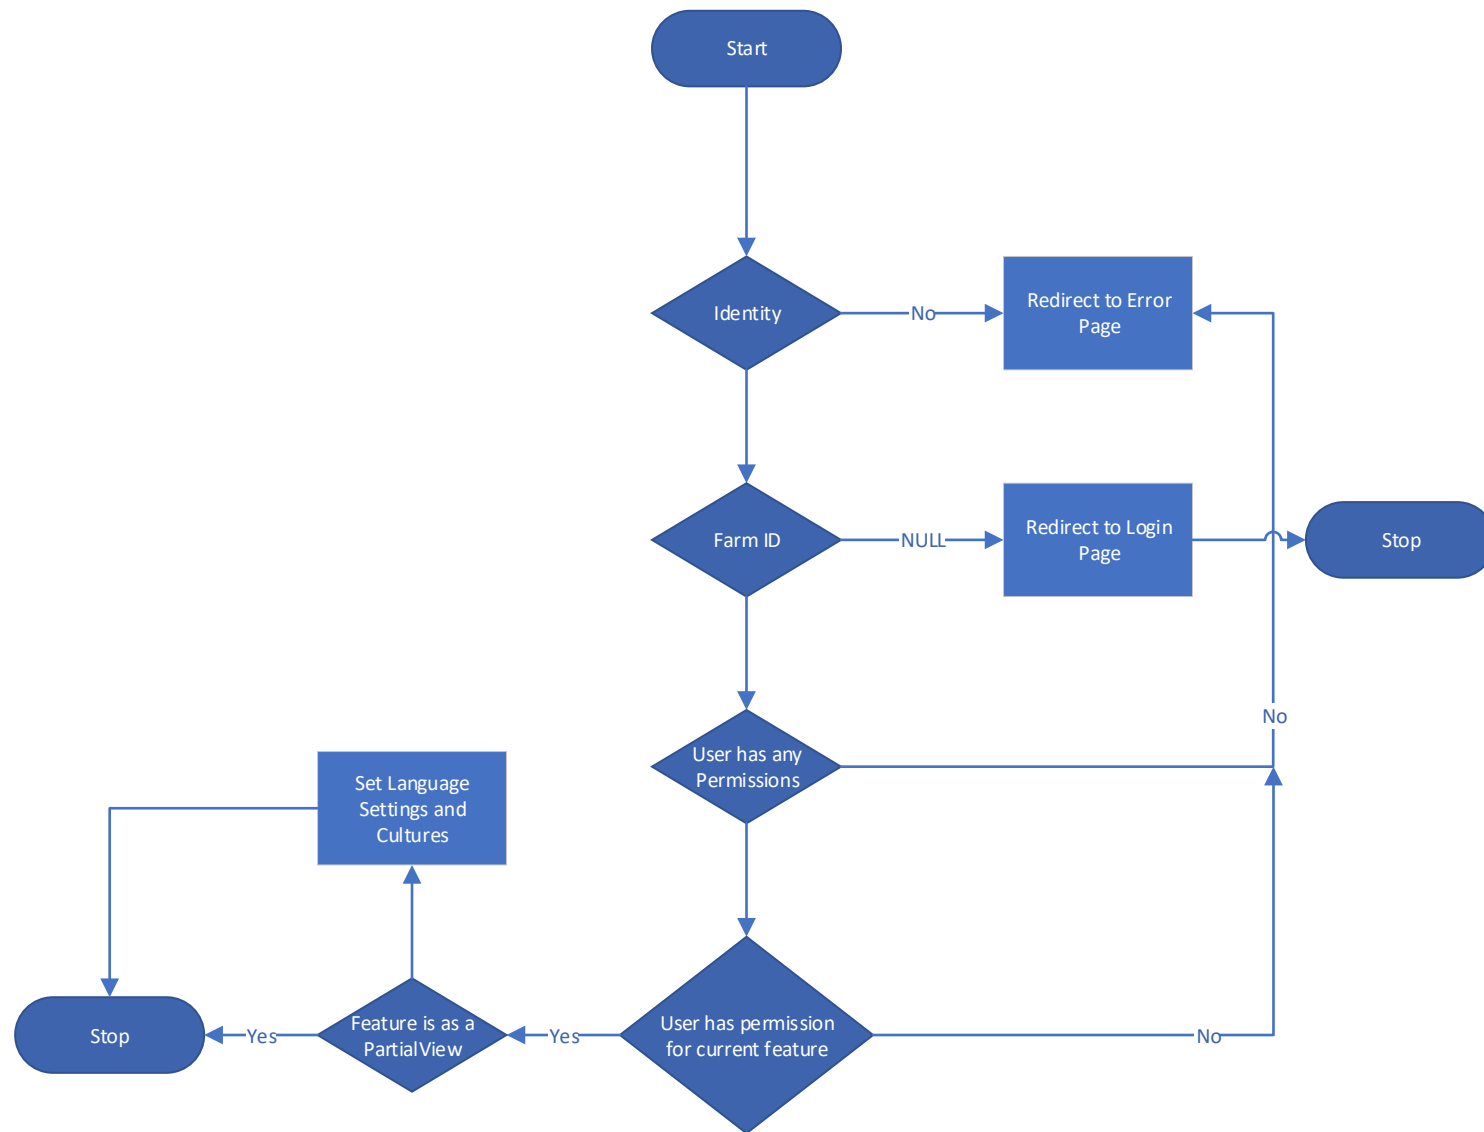 Start
Identity
No
Redirect to Error
Page
Farm ID
NULL
Redirect to Login
Page
Stop
No
User has any
Permissions
Set Language
Settings and
Cultures
Stop
Yes
Feature is as a
PartialView
Yes
User has permission
for current feature
No